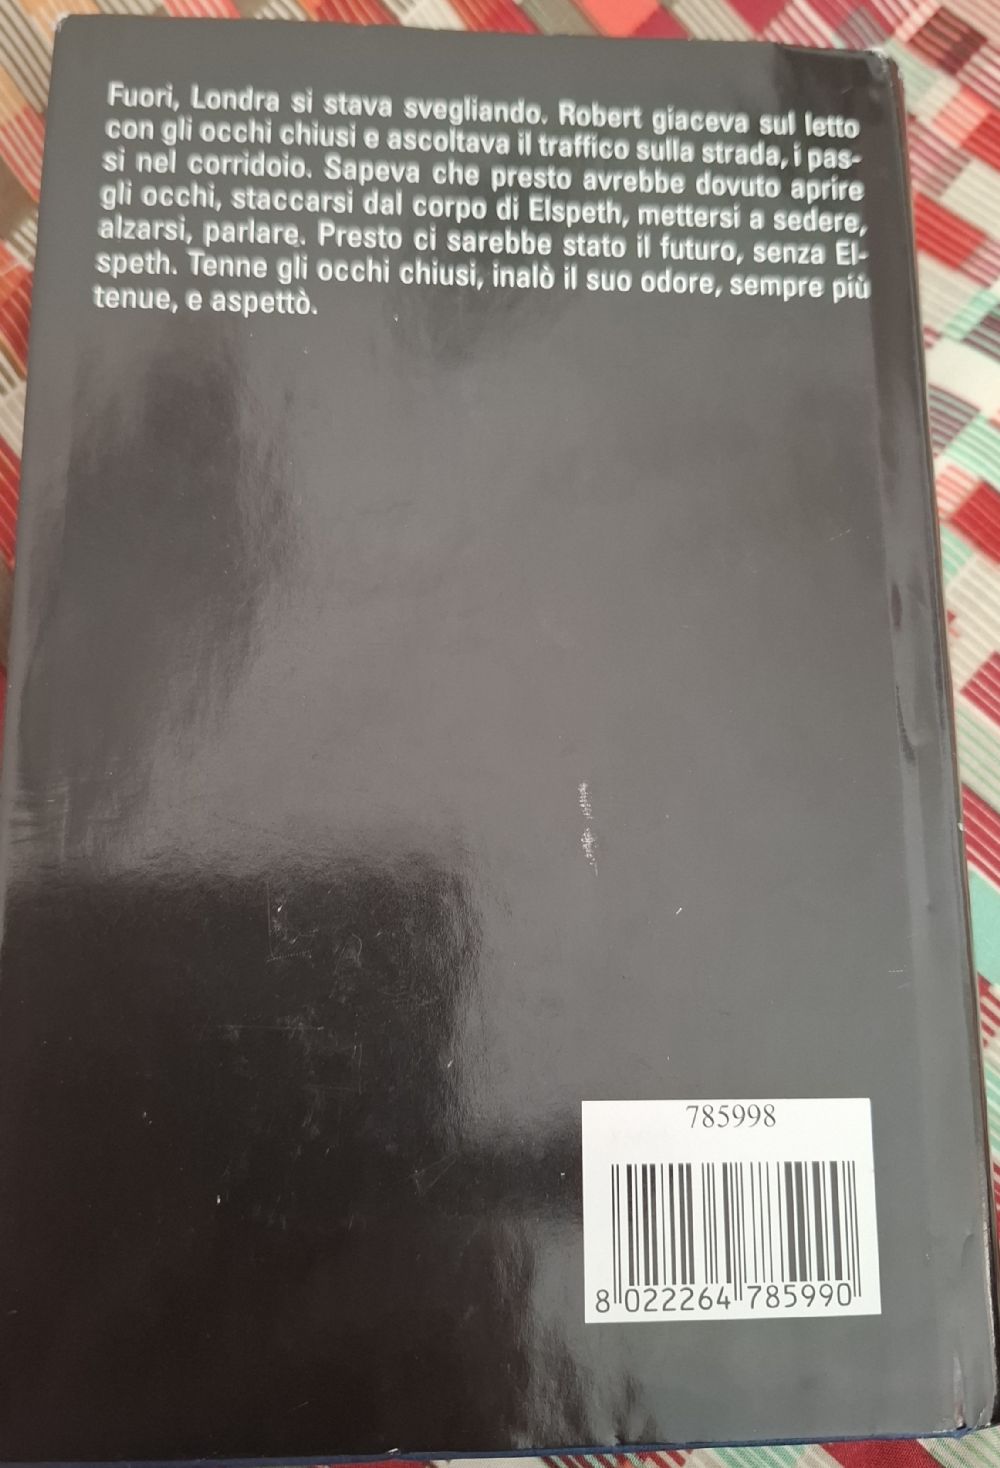 Fuori, Londra si stava svegliando. Robert giaceva sul letto
con gli occhi chiusi e ascoltava il traffico sulla strada, i pas-
si nel corridoio. Sapeva che presto avrebbe dovuto aprire
gli occhi, staccarsi dal corpo di Elspeth, mettersi a sedere,
alzarsi, parlare. Presto ci sarebbe stato il futuro, senza El-
speth. Tenne gli occhi chiusi, inalò il suo odore, sempre più
tenue, e aspettò.
785998
8 022264 785990